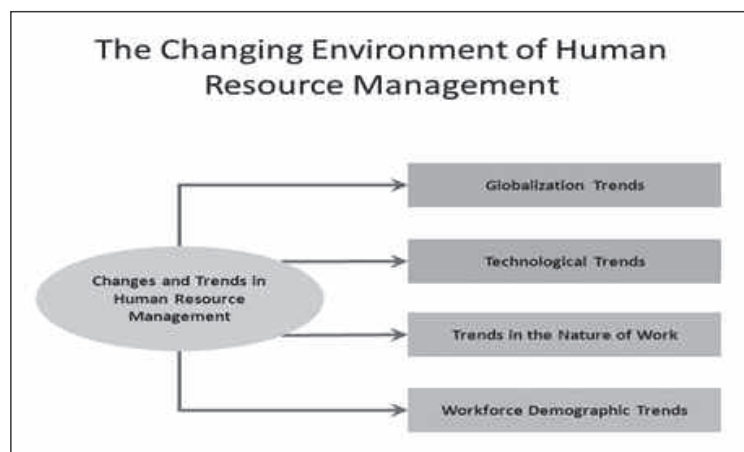 The Changing Environment of Human
Resource Management
Globalization Trends
Technological Trends
Changes and Trends in
Human Resource
Management
Trends in the Nature of Work
Workforce Demographic Trends